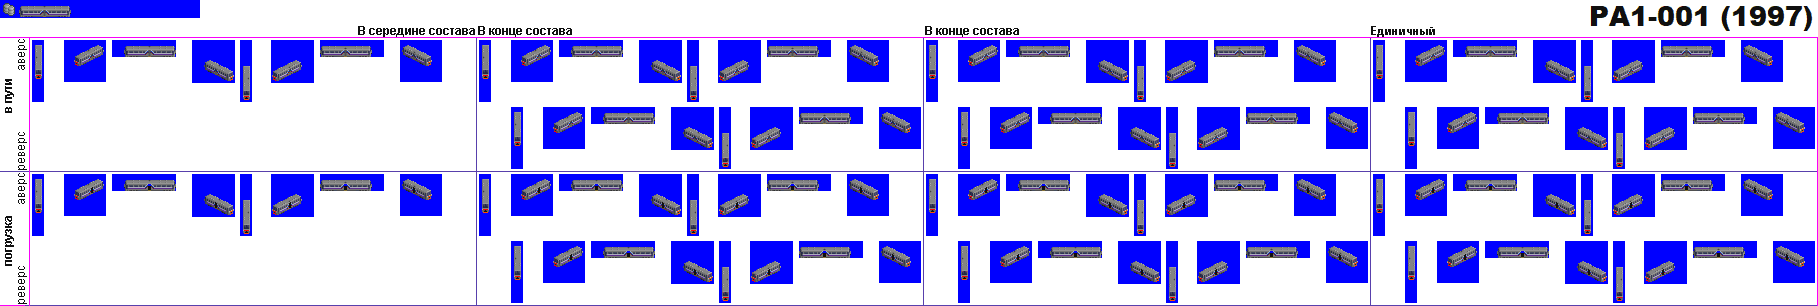 РА1-001 (1997)
В середине состава
В конце состава
В конце состава
Единичный
в пути
аверс
реверс
погрузка
аверс
реверс